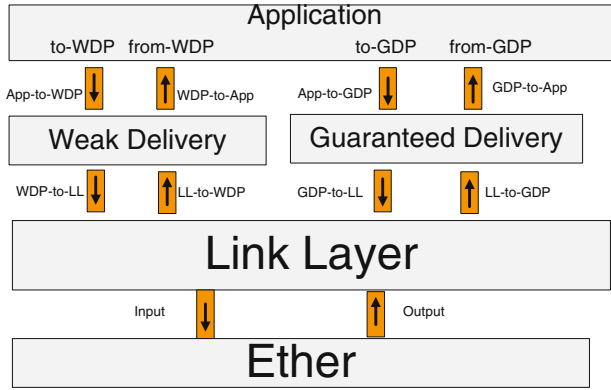 Application
to-WDP from-WDP to-GDP from-GDP
App-to-WDP WDP-to-App App-to-GDP GDP-to-App
Weak Delivery Guaranteed Delivery
WDP-to-LL LL-to-WDP GDP-to-LL LL-to-GDP
Link Layer
Input Output
Ether